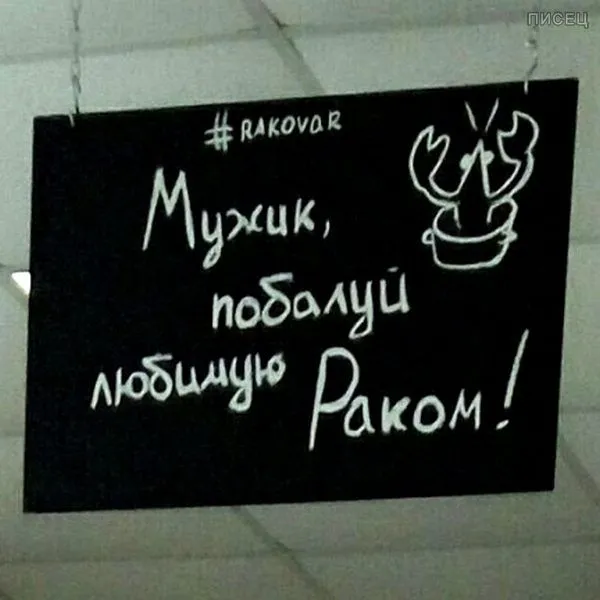 ПИСЕЦ
#RAKOVAR
Мужик,
побалуй
любимую Раком!